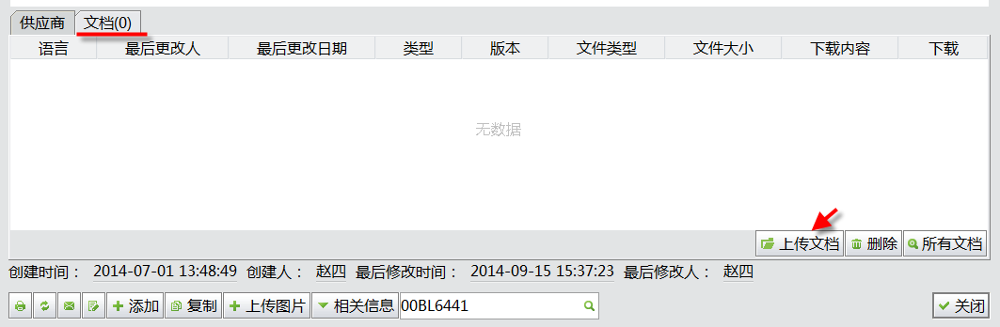 供应商 文档(0)
语言 最后更改人 最后更改日期 类型 版本 文件类型 文件大小 下载内容 下载
无数据
上传文档 删除 所有文档
创建时间： 2014-07-01 13:48:49 创建人： 赵四 最后修改时间： 2014-09-15 15:37:23 最后修改人： 赵四
添加 复制 上传图片 相关信息 00BL6441 关闭